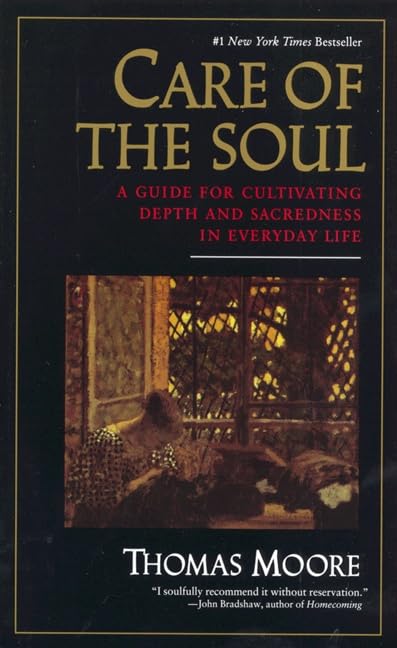 #1 New York Times Bestseller
CARE OF
THE SOUL
A GUIDE FOR CULTIVATING
DEPTH AND SACREDNESS
IN EVERYDAY LIFE
THOMAS MOORE
“I soulfully recommend it without reservation.”
—John Bradshaw, author of Homecoming